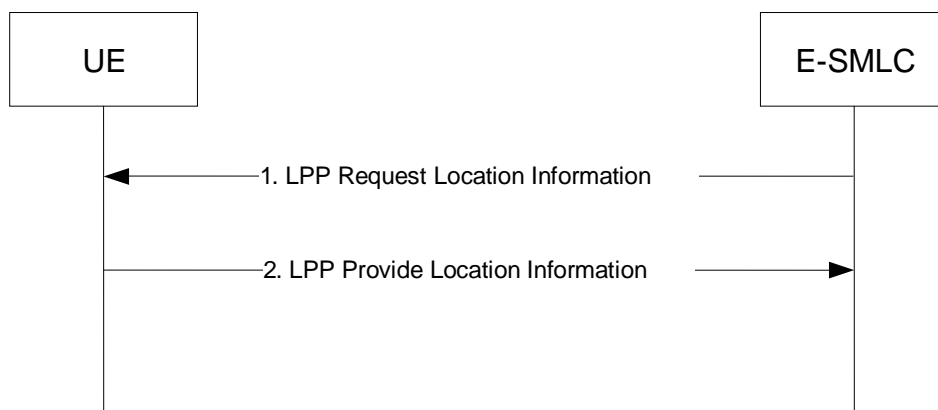 UE
E-SMLC
1. LPP Request Location Information
2. LPP Provide Location Information